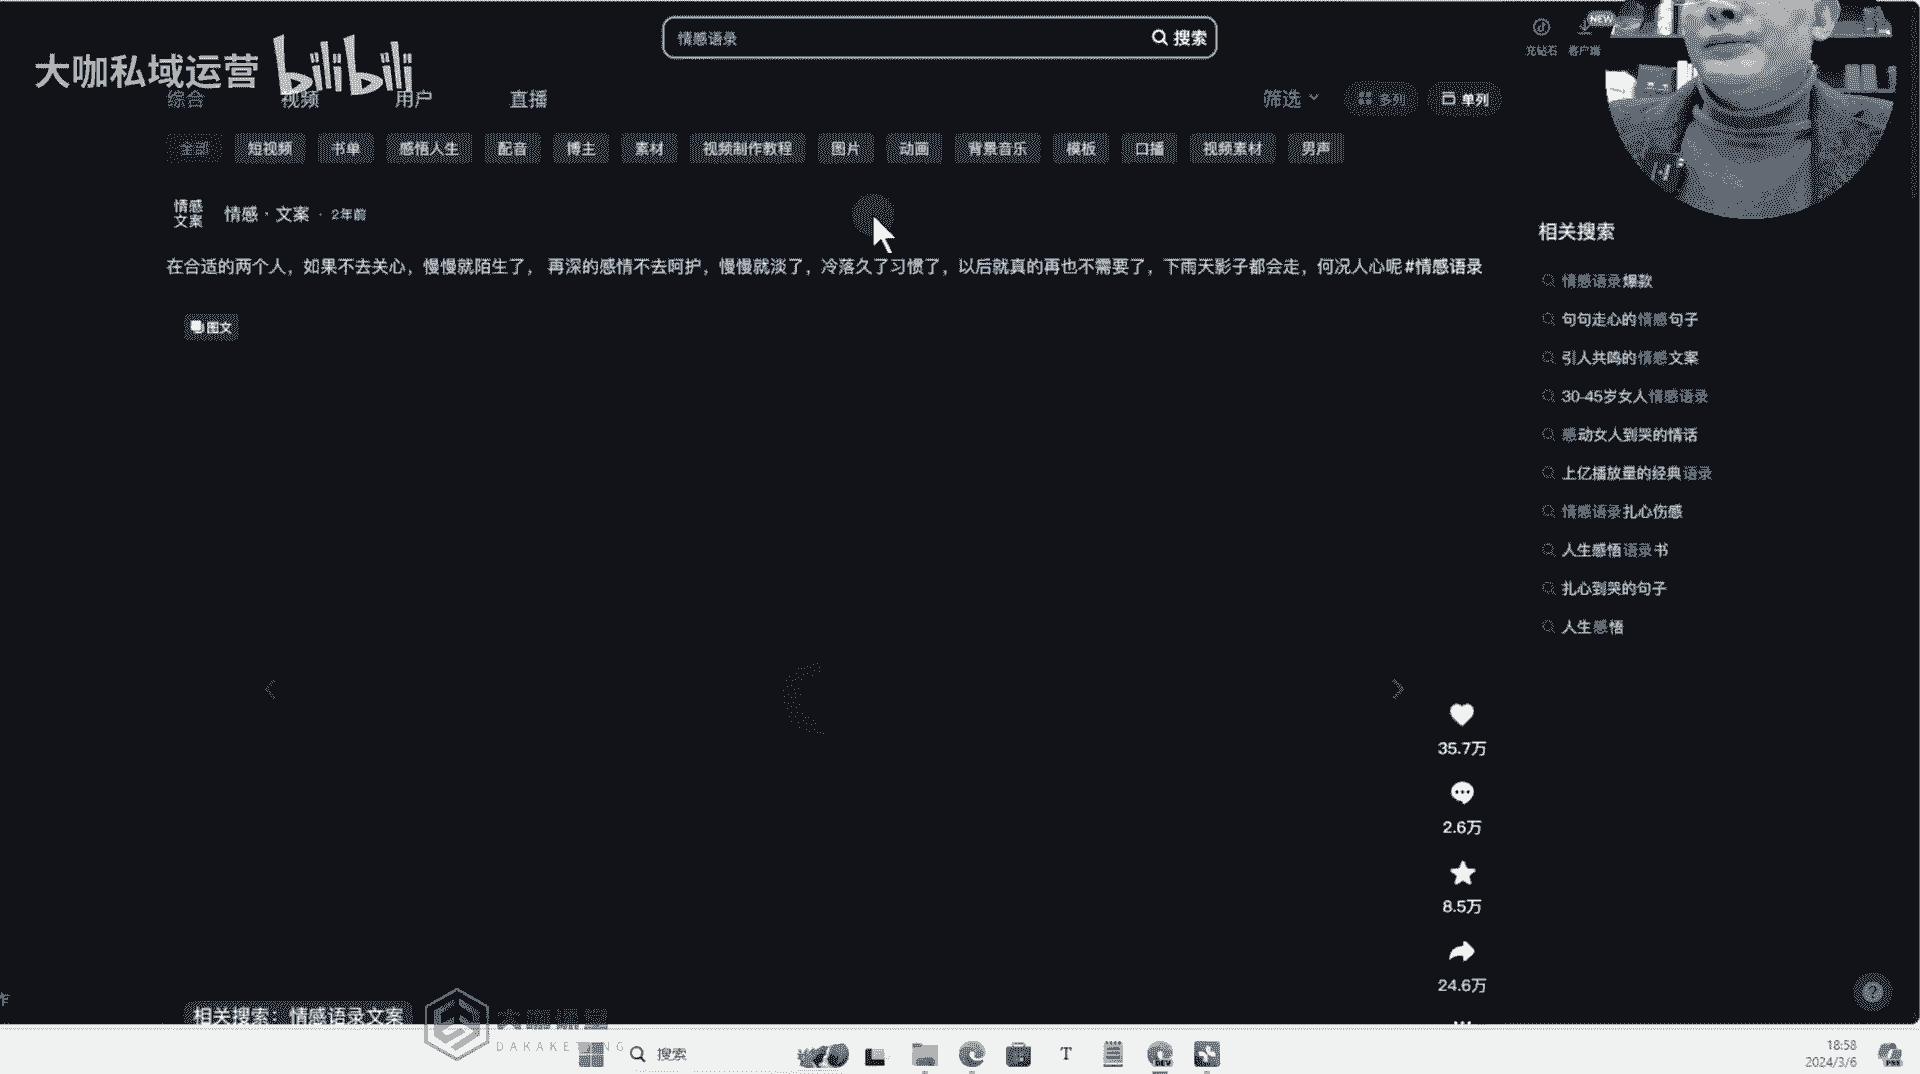 情感语录
搜索
充钻石
NEW
客户端
大咖私域运营
bilibili
综合
视频
用户
直播
筛选
多列
单列
全部
短视频
书单
感悟人生
配音
博主
素材
视频制作教程
图片
动画
背景音乐
模板
口播
视频素材
男声
情感
文案
情感·文案 · 2年前
在合适的两个人，如果不去关心，慢慢就陌生了， 再深的感情不去呵护，慢慢就淡了，冷落久了习惯了，以后就真的再也不需要了，下雨天影子都会走，何况人心呢#情感语录
图文
相关搜索
情感语录爆款
句句走心的情感句子
引人共鸣的情感文案
30-45岁女人情感语录
感动女人到哭的情话
上亿播放量的经典语录
情感语录扎心伤感
人生感悟语录书
扎心到哭的句子
人生感悟
35.7万
2.6万
8.5万
24.6万
作
相关搜索：情感语录文案
大咖课堂
DAKAKETANG
搜索
T
DEV
18:58
2024/3/6